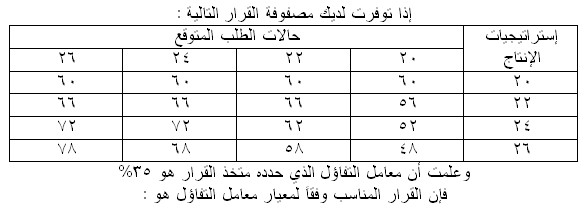 إذا توفرت لديك مصفوفة القرار التالية :
إستراتيجيات الإنتاج حالات الطلب المتوقع
٢٠ ٢٢ ٢٤ ٢٦
٢٠ ٦٠ ٦٠ ٦٠ ٦٠
٢٢ ٥٦ ٦٦ ٦٦ ٦٦
٢٤ ٥٢ ٦٢ ٧٢ ٧٢
٢٦ ٤٨ ٥٨ ٦٨ ٧٨
وعلمت أن معامل التفاؤل الذي حدده متخذ القرار هو ٣٥%
فإن القرار المناسب وفقاً لمعيار معامل التفاؤل هو :